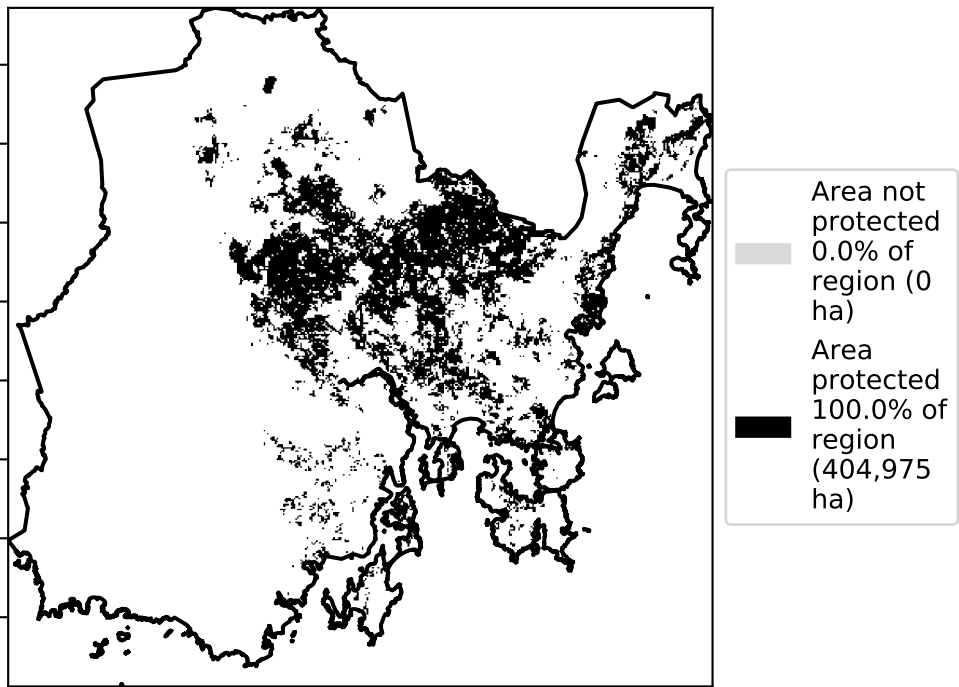 Area not
protected
0.0% of
region (0
ha)
Area
protected
100.0% of
region
(404,975
ha)